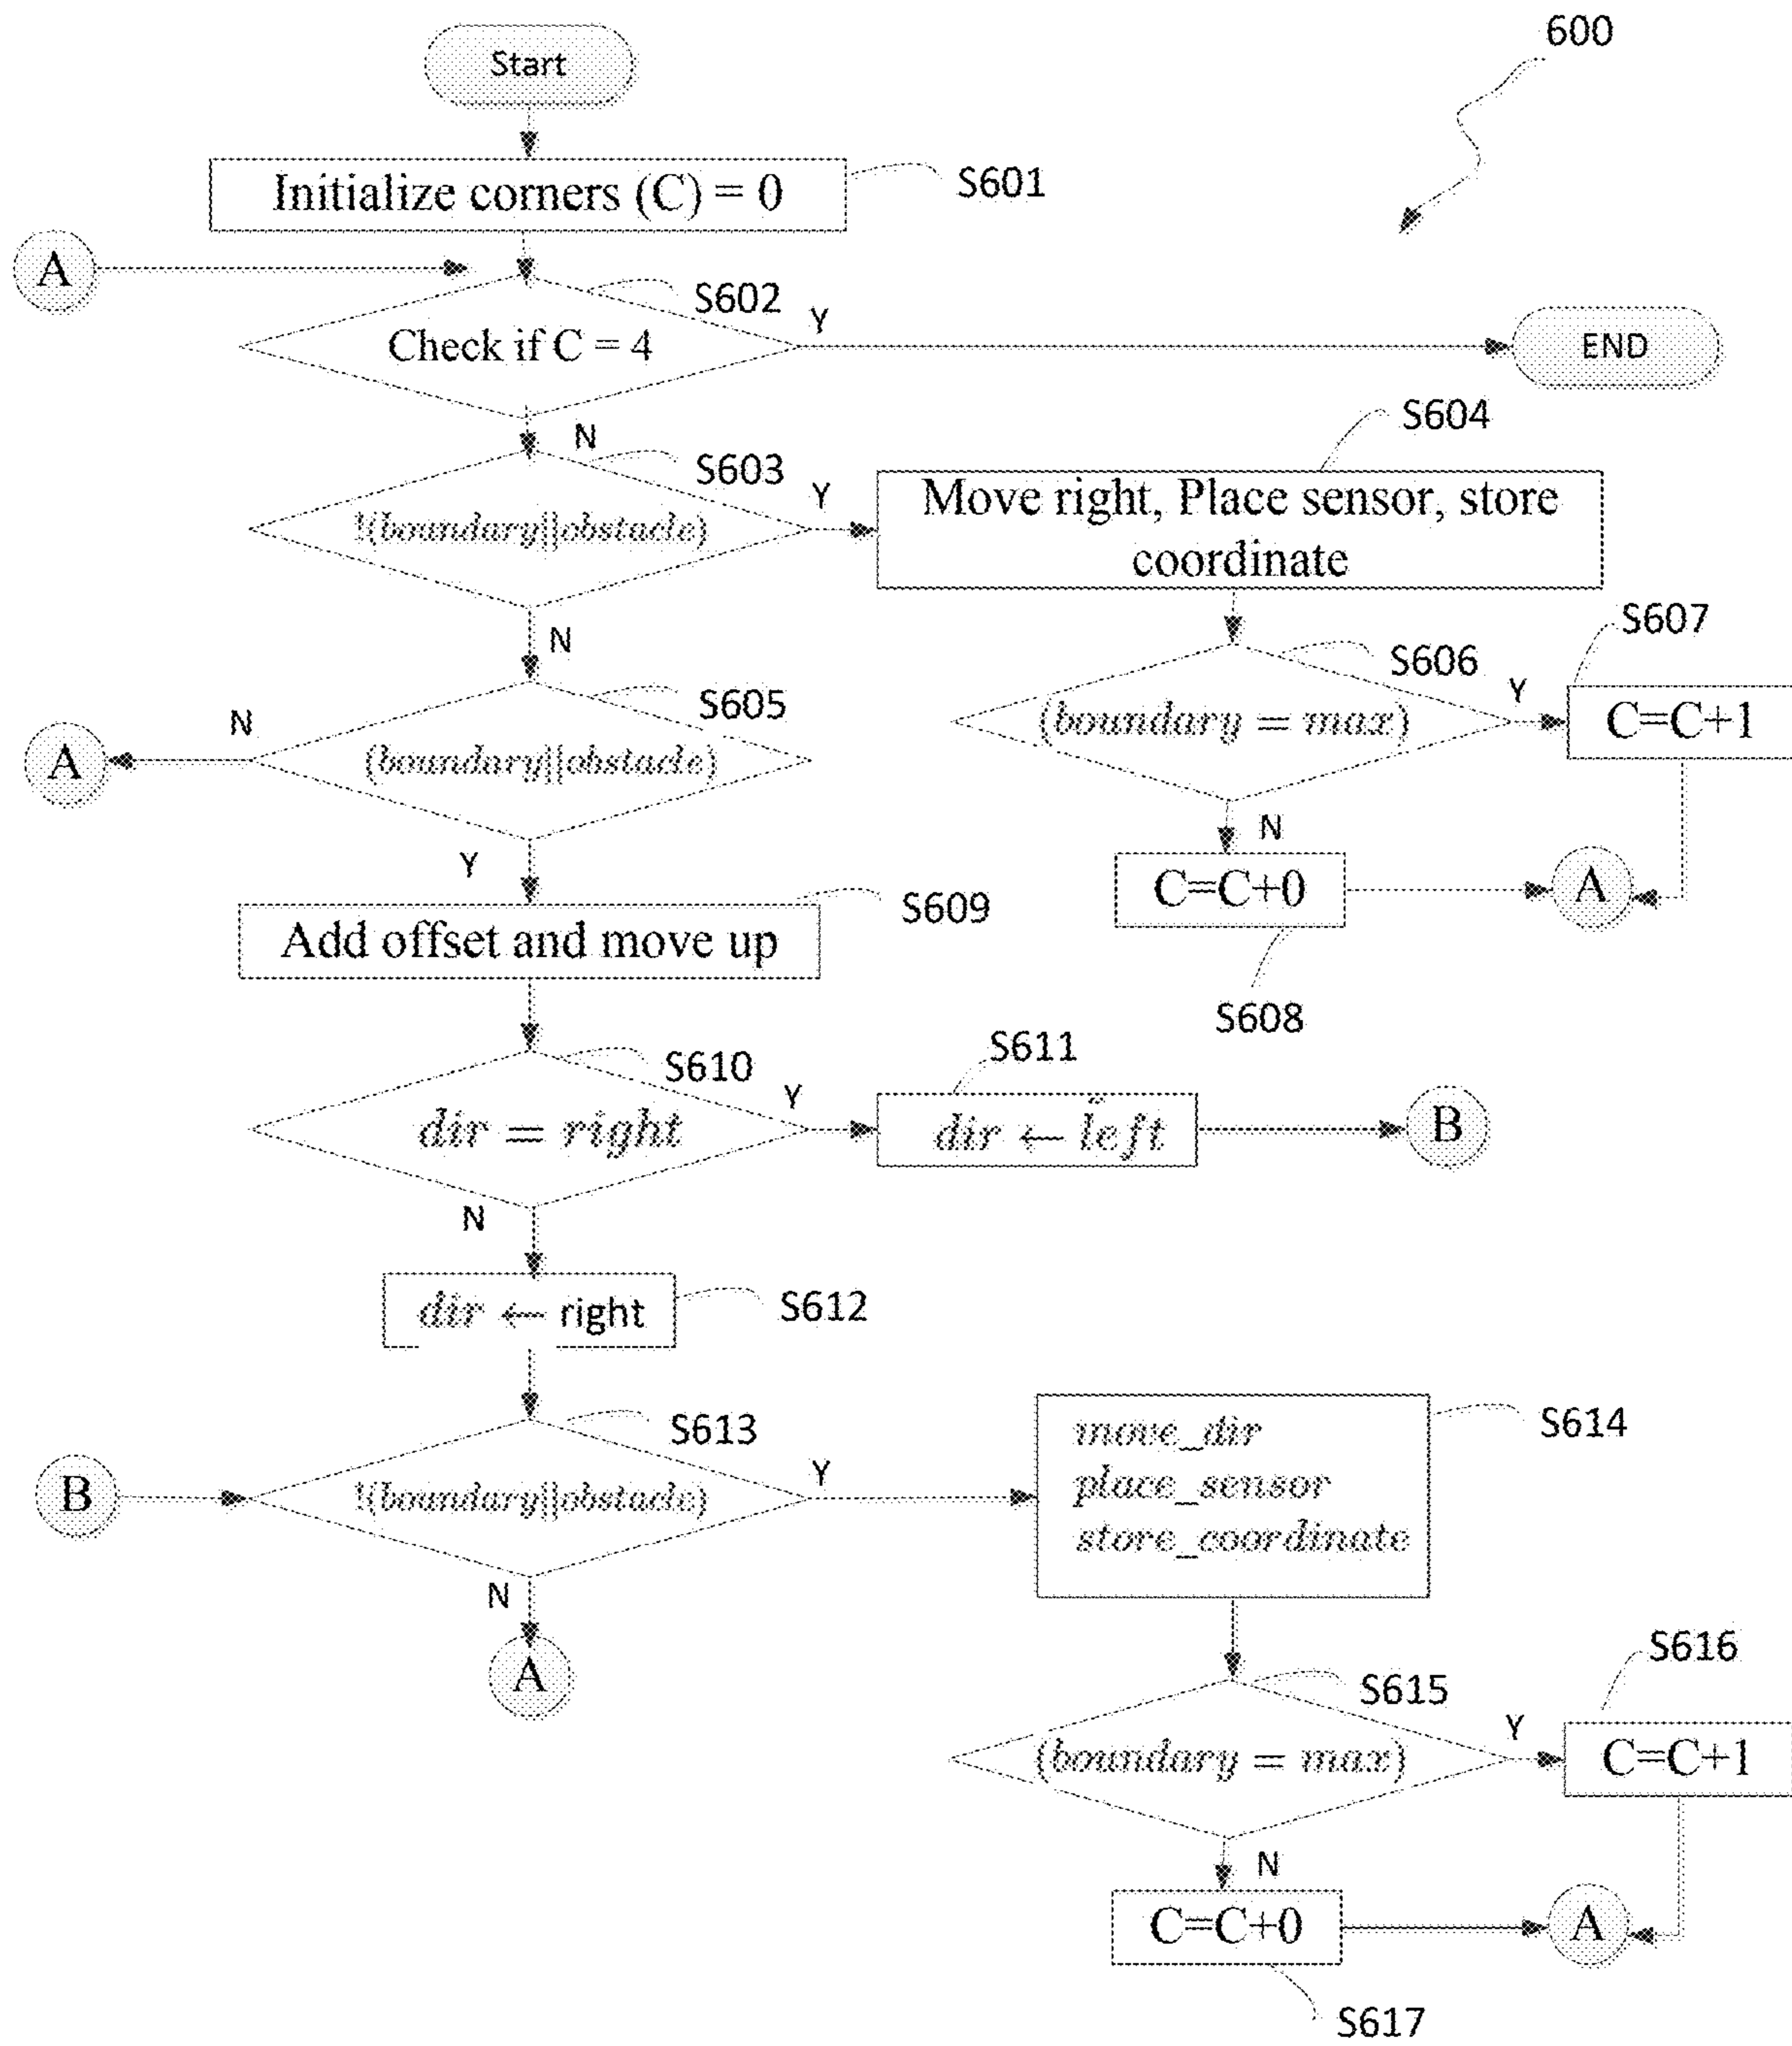 600
Start
Initialize corners (C) = 0
S601
A
S602
Check if C = 4
Y
END
N
S603
!(boundary||obstacle)
Y
S604
Move right, Place sensor, store
coordinate
N
S605
(boundary||obstacle)
N
A
Y
S606
(boundary = max)
Y
S607
C=C+1
N
C=C+0
A
S608
S609
Add offset and move up
S610
dir = right
Y
S611
dir ← left
B
N
dir ← right
S612
B
S613
!(boundary||obstacle)
Y
N
A
move_dir
place_sensor
store_coordinate
S614
S615
(boundary = max)
Y
S616
C=C+1
N
C=C+0
A
S617